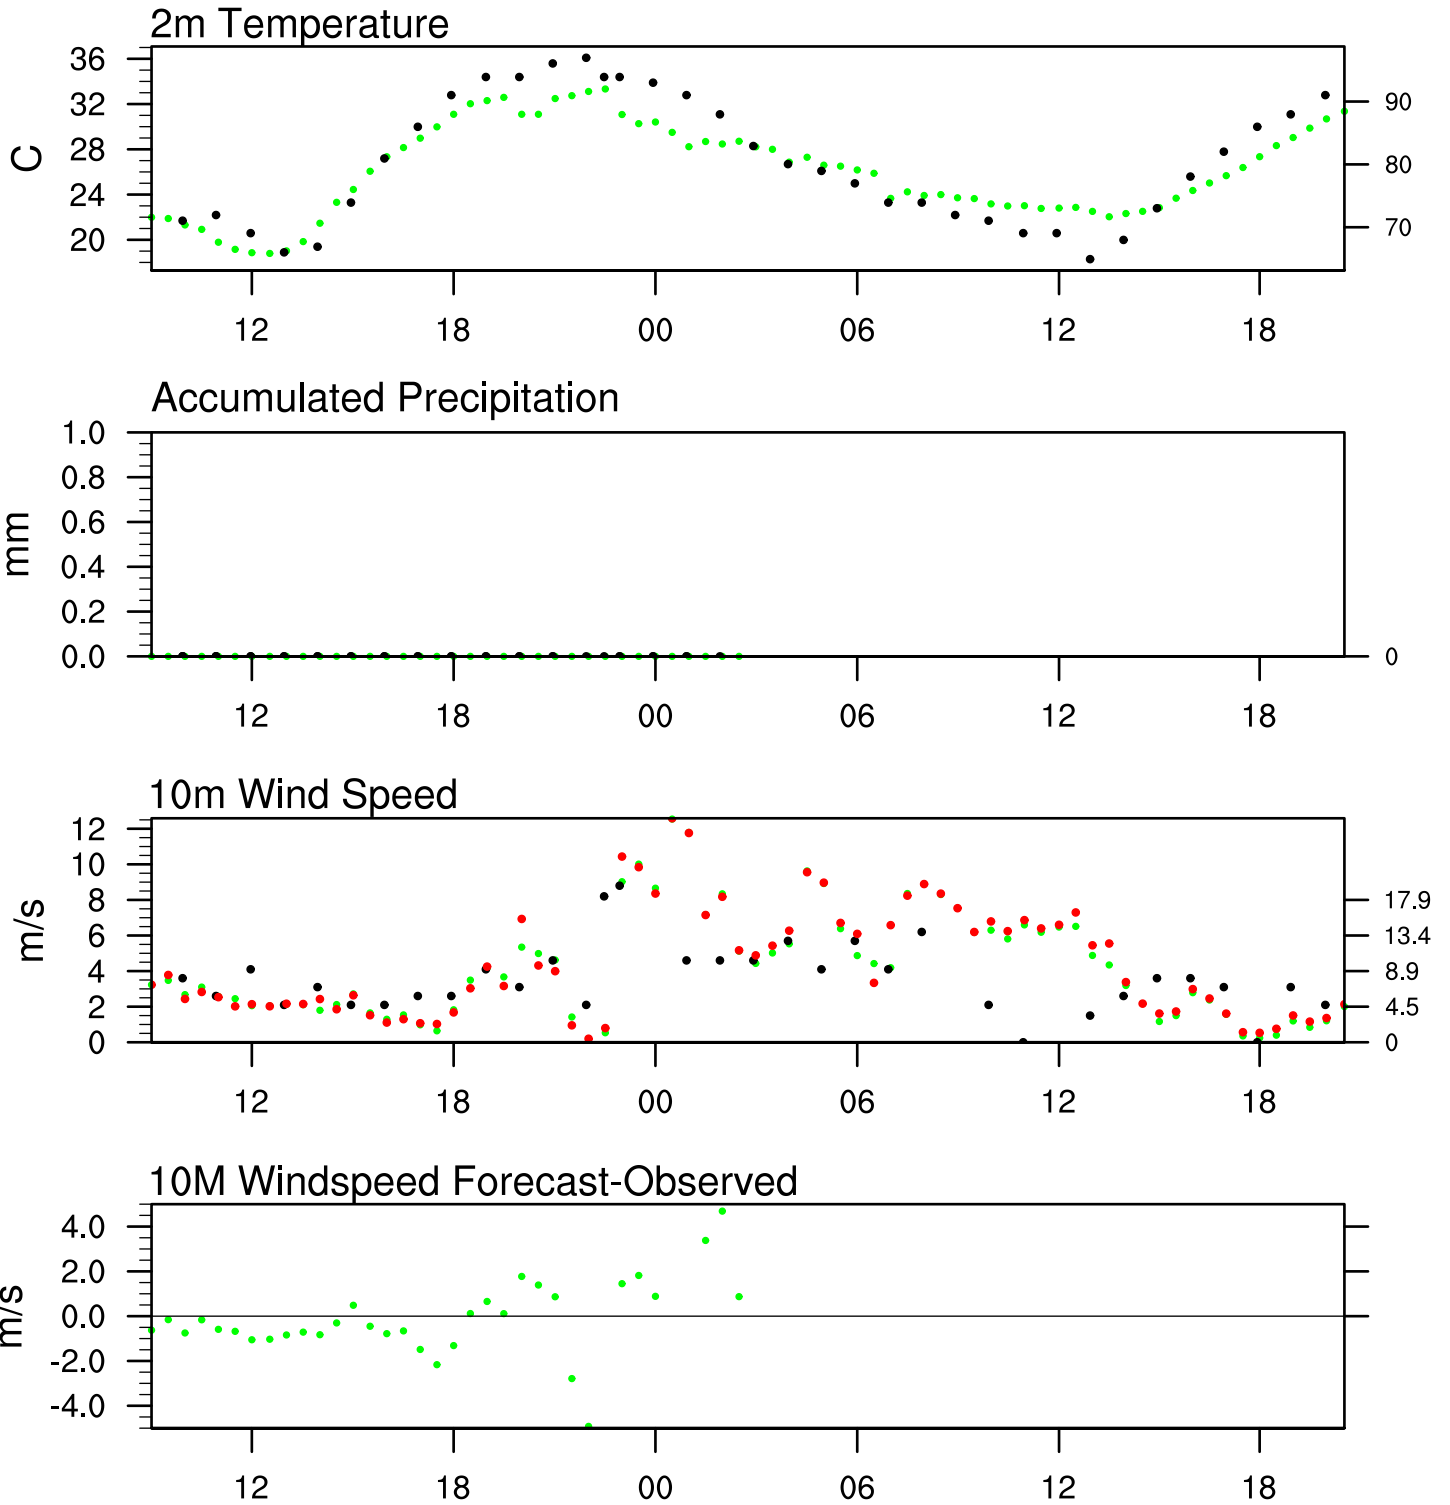 2m Temperature
36
32
28
24
20
C
90
80
70
12 18 00 06 12 18
Accumulated Precipitation
1.0
0.8
0.6
0.4
0.2
0.0
mm
0
12 18 00 06 12 18
10m Wind Speed
12
10
8
6
4
2
0
m/s
17.9
13.4
8.9
4.5
0
12 18 00 06 12 18
10M Windspeed Forecast-Observed
4.0
2.0
0.0
-2.0
-4.0
m/s
12 18 00 06 12 18